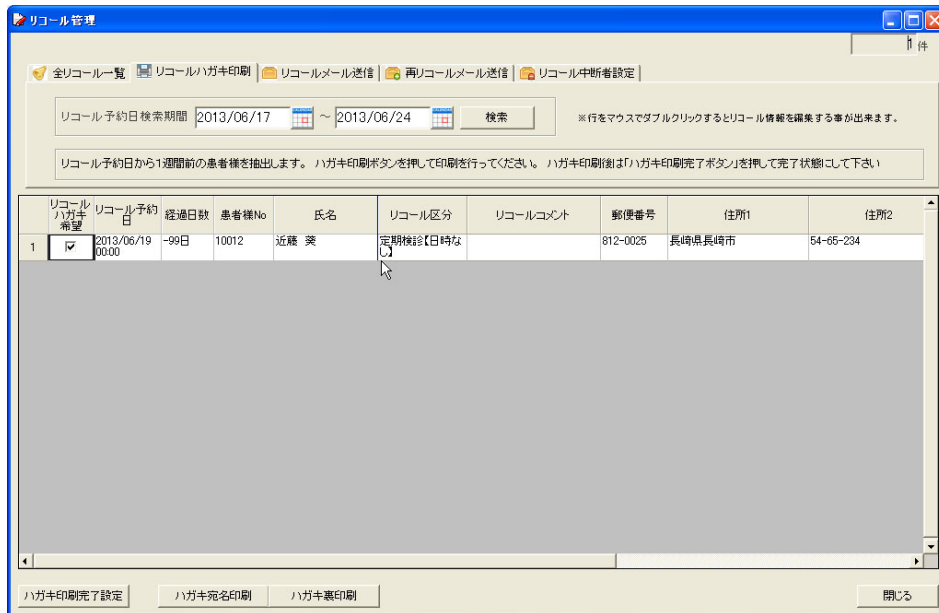 リコール管理
1 件
全リコール一覧 リコールハガキ印刷 リコールメール送信 再リコールメール送信 リコール中断者設定
リコール予約日検索期間 2013/06/17 ～ 2013/06/24 検索 ※行をマウスでダブルクリックするとリコール情報を編集する事が出来ます。
リコール予約日から1週間前の患者様を抽出します。 ハガキ印刷ボタンを押して印刷を行ってください。 ハガキ印刷後は「ハガキ印刷完了ボタン」を押して完了状態にして下さい
リコールハガキ希望 リコール予約日 経過日数 患者様No 氏名 リコール区分 リコールコメント 郵便番号 住所1 住所2
1 2013/06/19 00:00 -99日 10012 近藤 葵 定期検診【日時なし】 812-0025 長崎県長崎市 54-65-234
ハガキ印刷完了設定 ハガキ宛名印刷 ハガキ裏印刷 閉じる